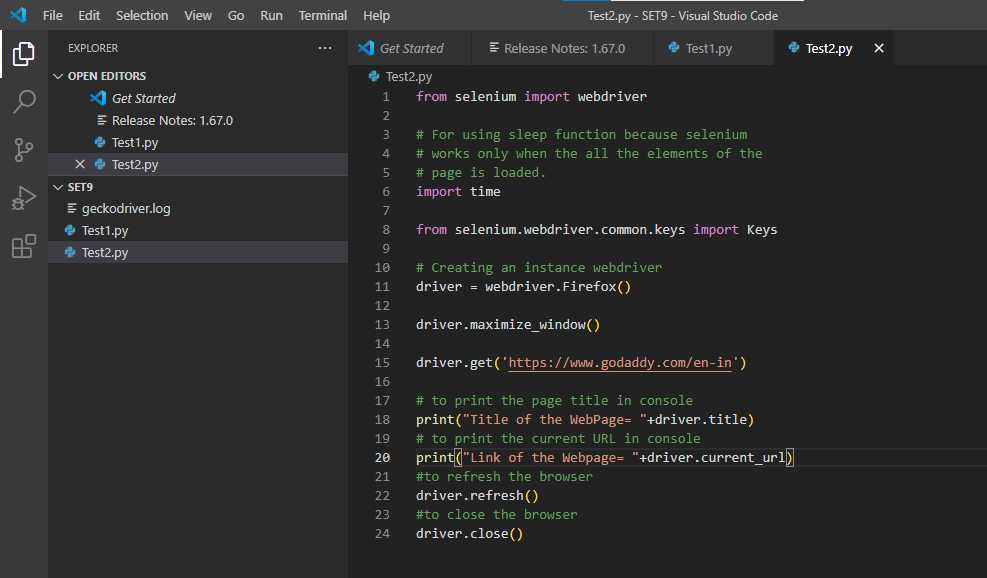 File Edit Selection View Go Run Terminal Help
Test2.py - SET9 - Visual Studio Code
EXPLORER
OPEN EDITORS
Get Started
Release Notes: 1.67.0
Test1.py
Test2.py
SET9
geckodriver.log
Test1.py
Test2.py
Get Started Release Notes: 1.67.0 Test1.py Test2.py
Test2.py
1 from selenium import webdriver
2
3 # For using sleep function because selenium
4 # works only when the all the elements of the
5 # page is loaded.
6 import time
7
8 from selenium.webdriver.common.keys import Keys
9
10 # Creating an instance webdriver
11 driver = webdriver.Firefox()
12
13 driver.maximize_window()
14
15 driver.get('https://www.godaddy.com/en-in')
16
17 # to print the page title in console
18 print("Title of the WebPage= "+driver.title)
19 # to print the current URL in console
20 print("Link of the Webpage= "+driver.current_url)
21 #to refresh the browser
22 driver.refresh()
23 #to close the browser
24 driver.close()